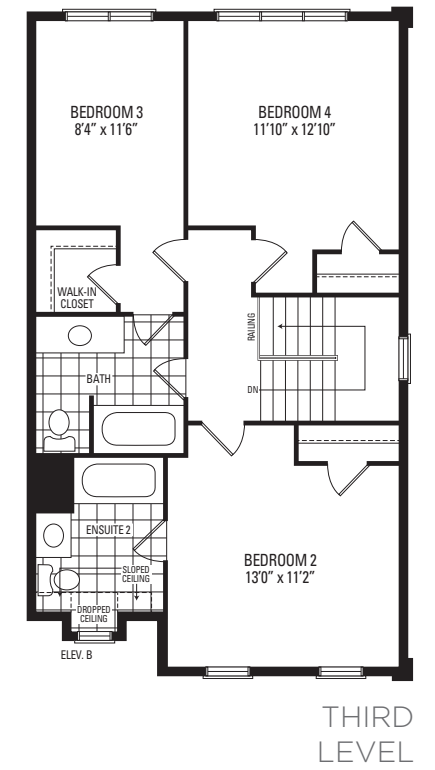 BEDROOM 3
8'4" x 11'6"
BEDROOM 4
11'10" x 12'10"
WALK-IN
CLOSET
RAILING
BATH
DN
ENSUITE 2
SLOPED
CEILING
BEDROOM 2
13'0" x 11'2"
DROPPED
CEILING
ELEV. B
THIRD
LEVEL